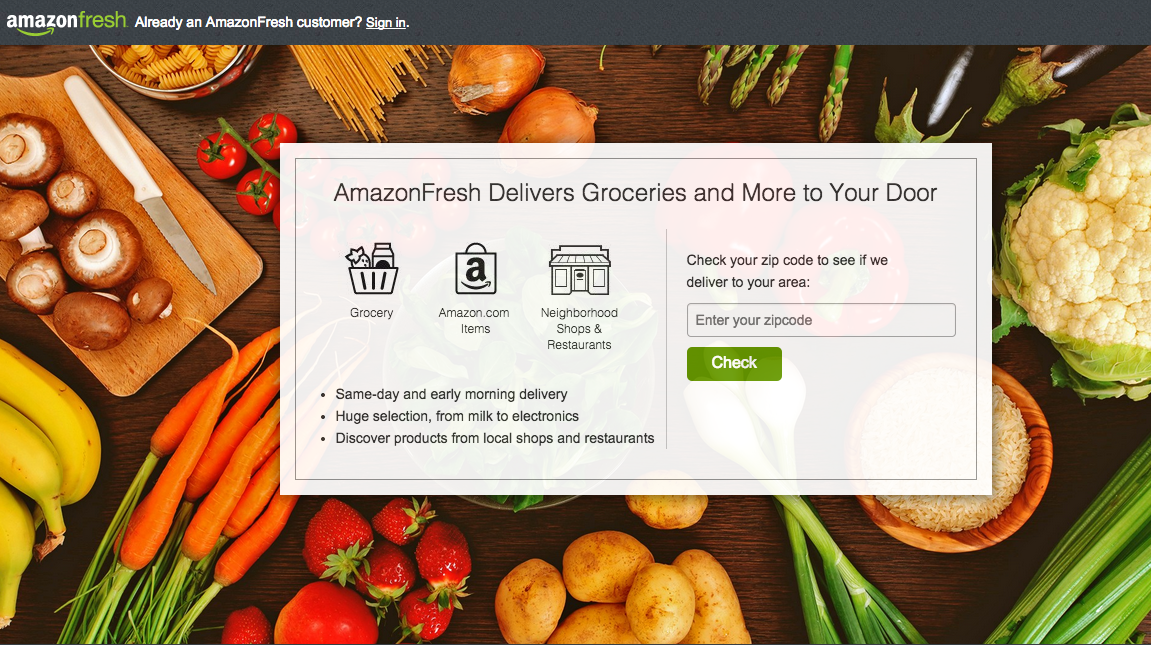 amazonfresh Already an AmazonFresh customer? Sign in.
AmazonFresh Delivers Groceries and More to Your Door
a
Grocery
Amazon.com
Items
Neighborhood
Shops &
Restaurants
• Same-day and early morning delivery
• Huge selection, from milk to electronics
• Discover products from local shops and restaurants
Check your zip code to see if we
deliver to your area:
Enter your zipcode
Check